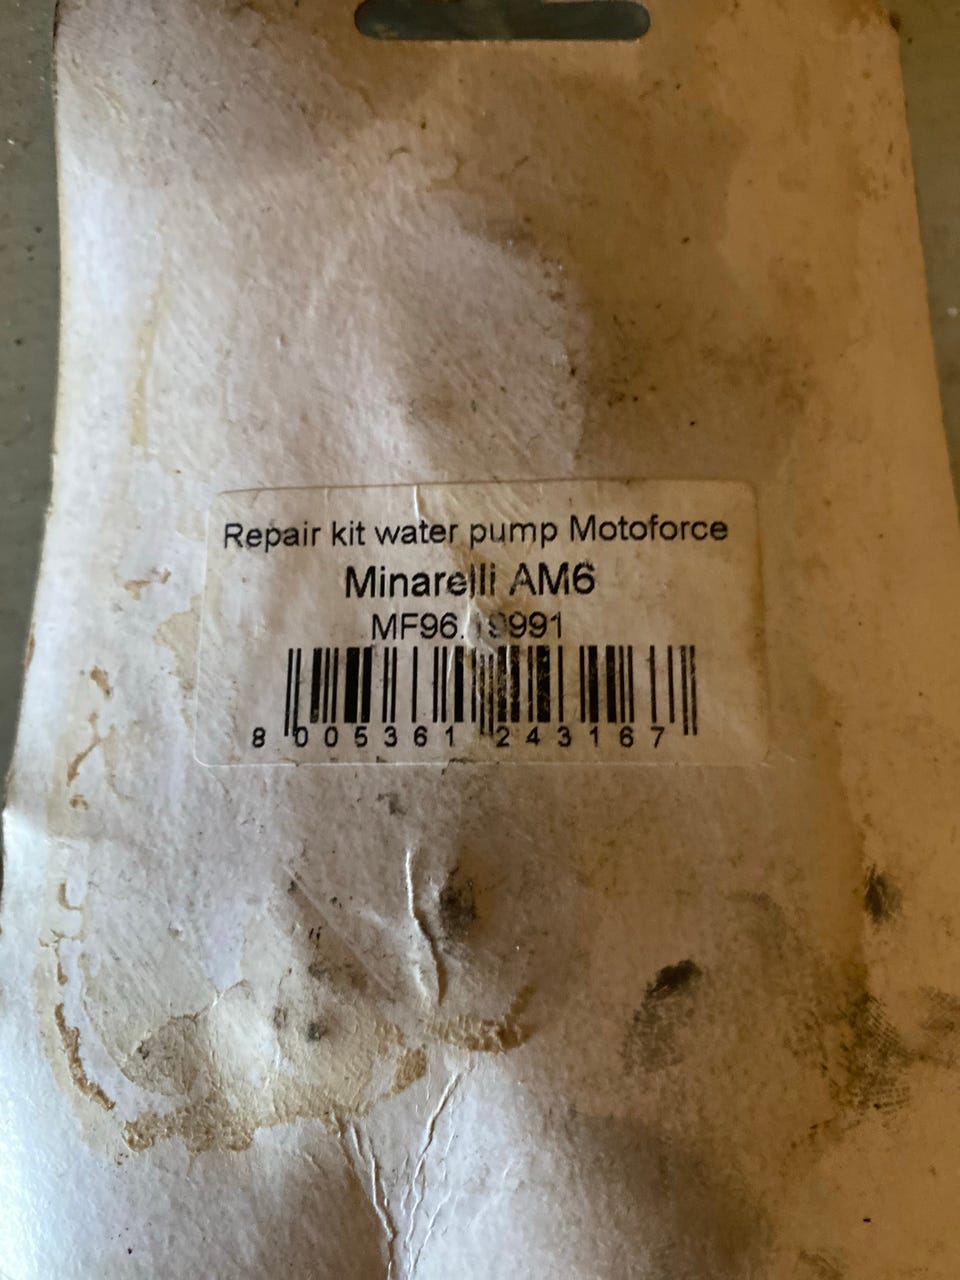 Repair kit water pump Motoforce
Minarelli AM6
8 005361 243167